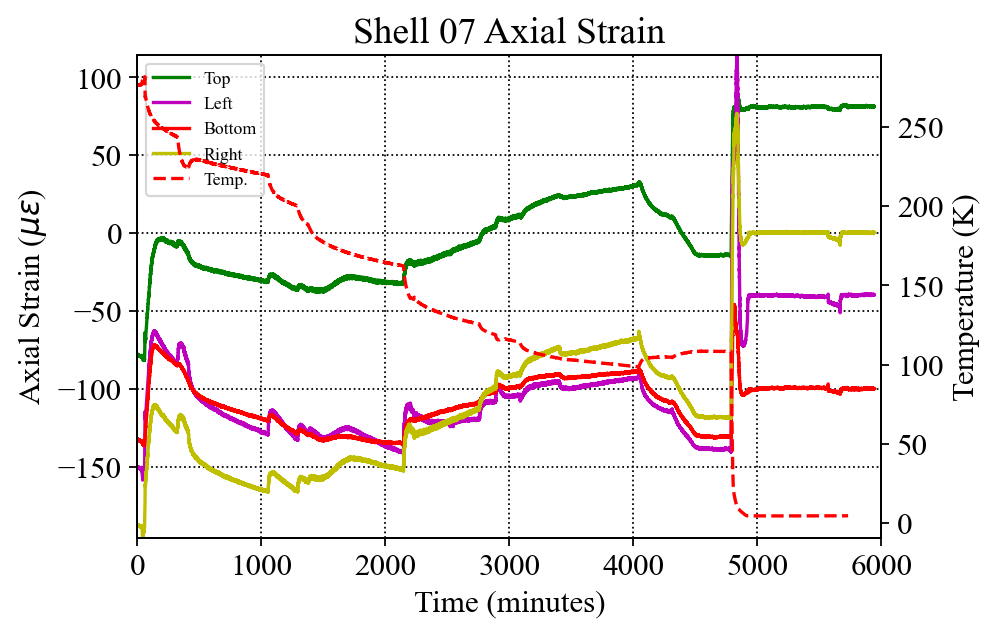 Shell 07 Axial Strain
Axial Strain (με)
100
50
0
−50
−100
−150
Top
Left
Bottom
Right
Temp.
250
200
150
100
50
0
Temperature (K)
0 1000 2000 3000 4000 5000 6000
Time (minutes)